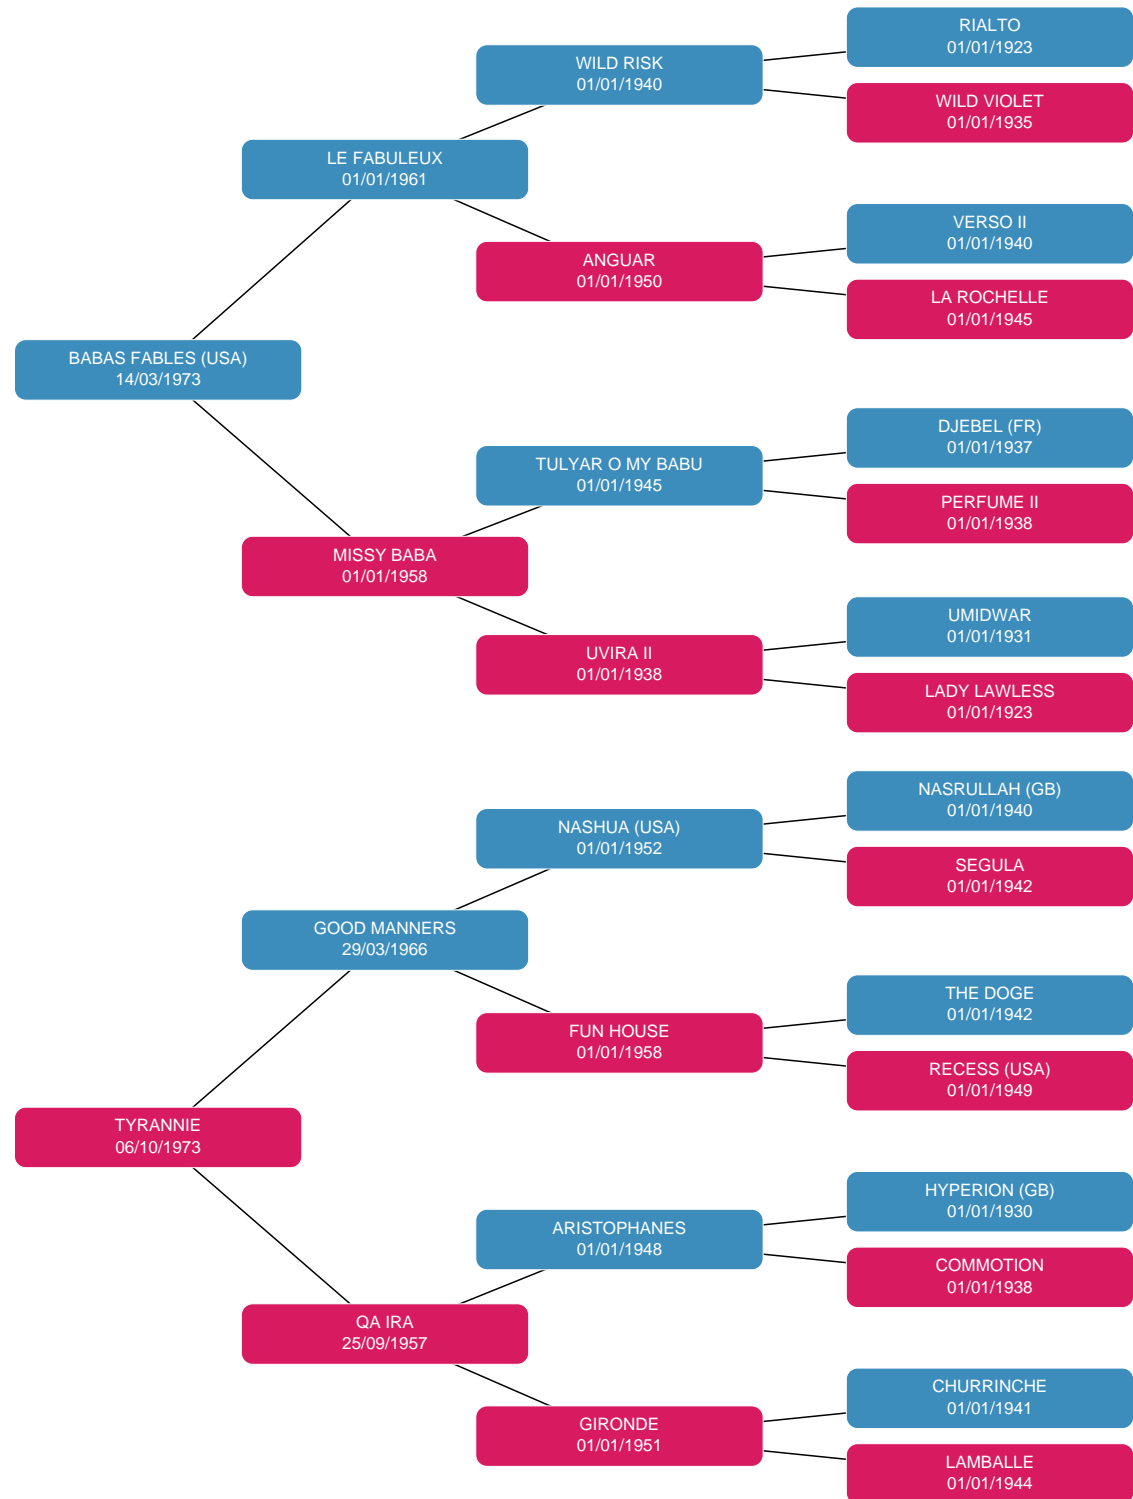 RIALTO
01/01/1923
WILD RISK
01/01/1940
WILD VIOLET
01/01/1935
LE FABULEUX
01/01/1961
VERSO II
01/01/1940
ANGUAR
01/01/1950
LA ROCHELLE
01/01/1945
BABAS FABLES (USA)
14/03/1973
DJEBEL (FR)
01/01/1937
TULYAR O MY BABU
01/01/1945
PERFUME II
01/01/1938
MISSY BABA
01/01/1958
UMIDWAR
01/01/1931
UVIRA II
01/01/1938
LADY LAWLESS
01/01/1923
NASRULLAH (GB)
01/01/1940
NASHUA (USA)
01/01/1952
SEGULA
01/01/1942
GOOD MANNERS
29/03/1966
THE DOGE
01/01/1942
FUN HOUSE
01/01/1958
RECESS (USA)
01/01/1949
TYRANNIE
06/10/1973
HYPERION (GB)
01/01/1930
ARISTOPHANES
01/01/1948
COMMOTION
01/01/1938
QA IRA
25/09/1957
CHURRINCHE
01/01/1941
GIRONDE
01/01/1951
LAMBALLE
01/01/1944